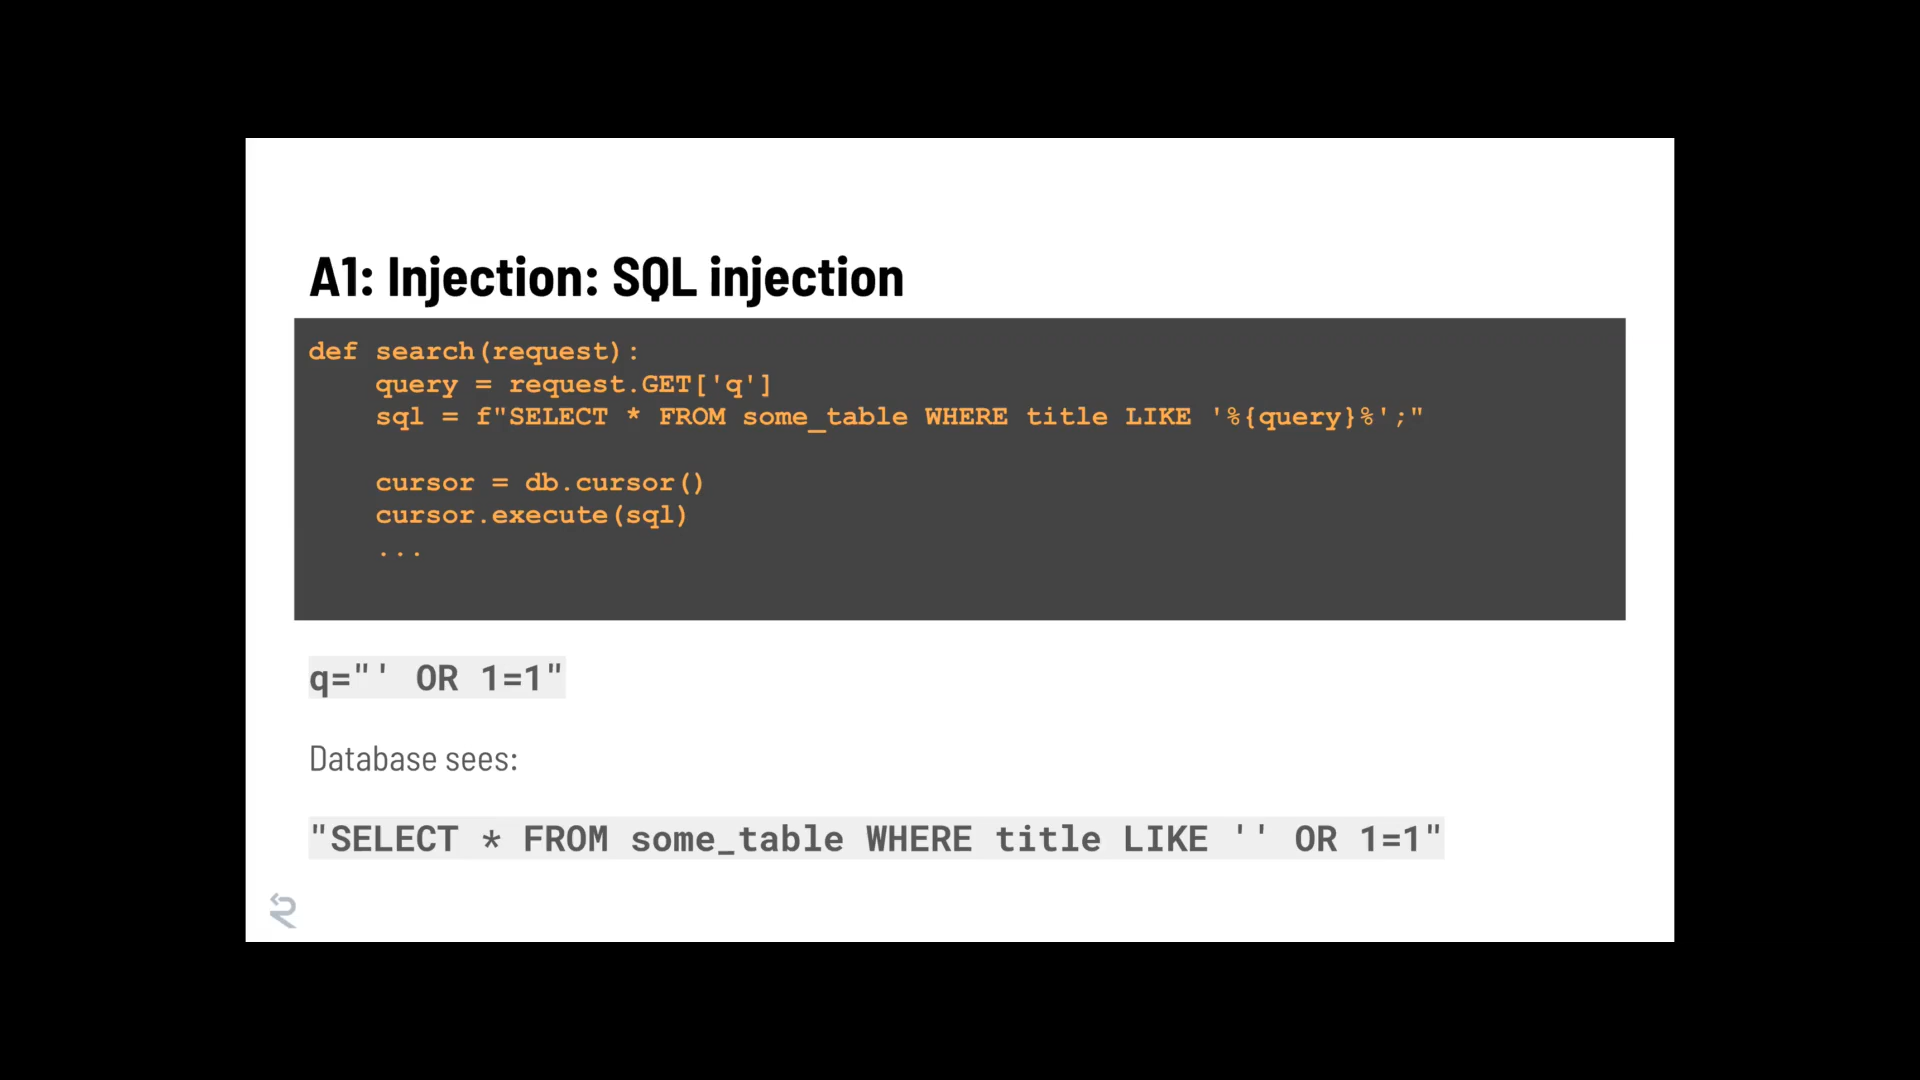 A1: Injection: SQL injection
def search(request):
    query = request.GET['q']
    sql = f"SELECT * FROM some_table WHERE title LIKE '%{query}%';"
    cursor = db.cursor()
    cursor.execute(sql)
    ...
q="' OR 1=1"
Database sees:
"SELECT * FROM some_table WHERE title LIKE '' OR 1=1"